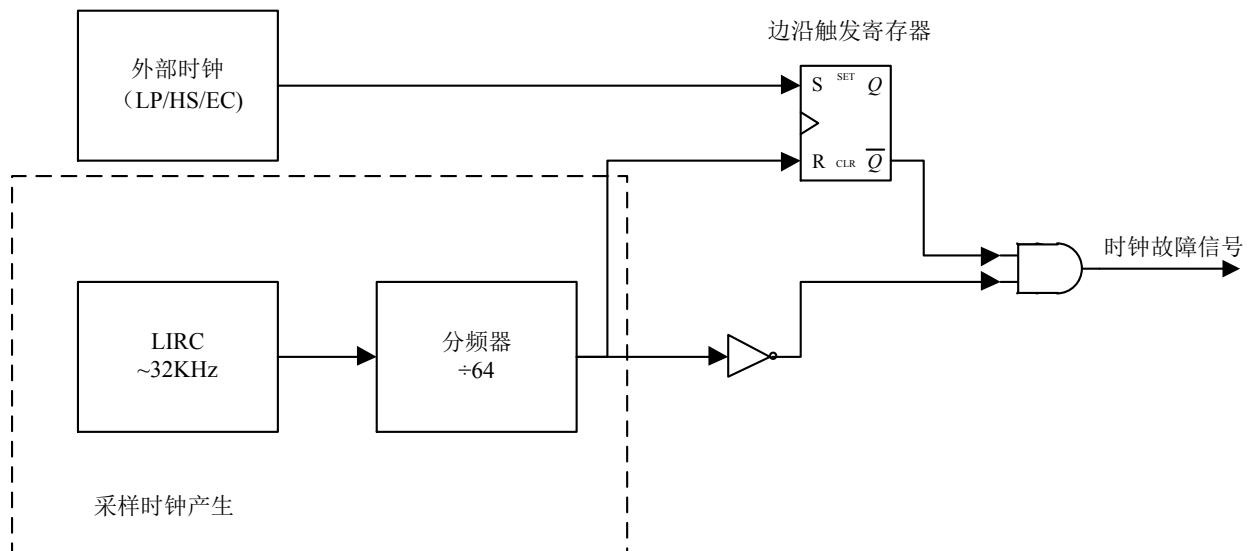 边沿触发寄存器
外部时钟
（LP/HS/EC)
S SET Q
R CLR Q̅
时钟故障信号
LIRC
~32KHz
分频器
÷64
采样时钟产生